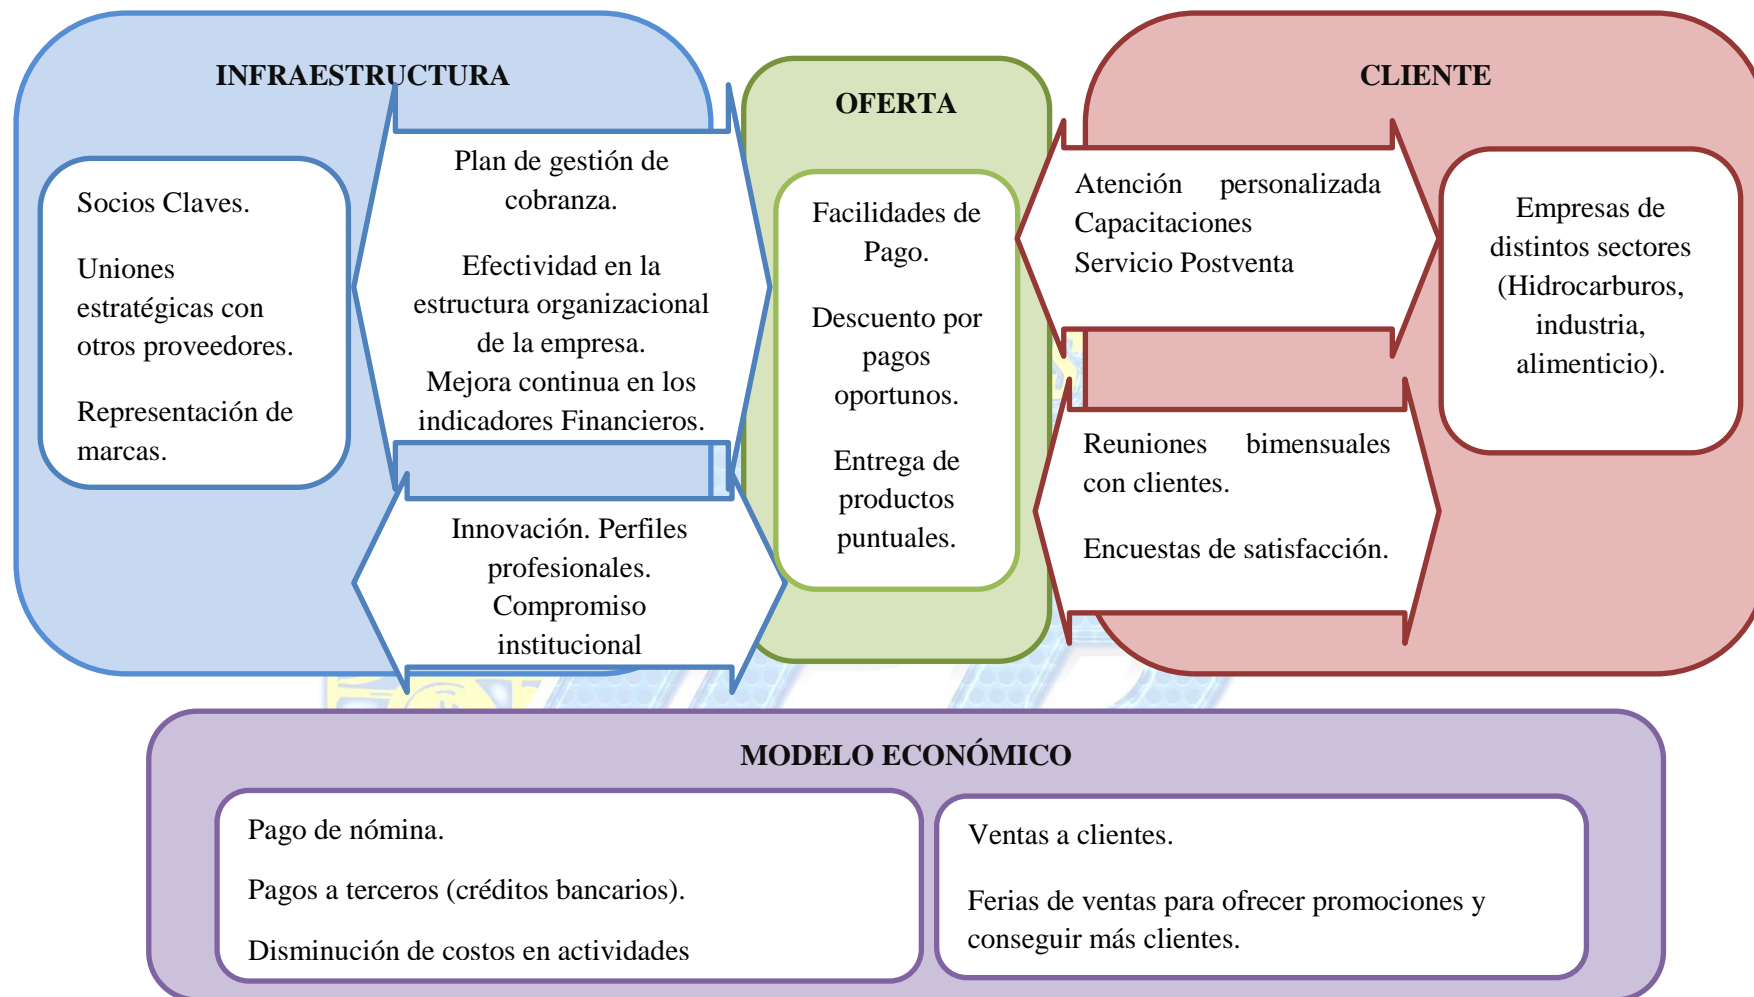 INFRAESTRUCTURA
Socios Claves.
Uniones
estratégicas con
otros proveedores.
Representación de
marcas.
Plan de gestión de
cobranza.
Efectividad en la
estructura organizacional
de la empresa.
Mejora continua en los
indicadores Financieros.
Innovación. Perfiles
profesionales.
Compromiso
institucional
OFERTA
Facilidades de
Pago.
Descuento por
pagos
oportunos.
Entrega de
productos
puntuales.
CLIENTE
Atención personalizada
Capacitaciones
Servicio Postventa
Reuniones bimensuales
con clientes.
Encuestas de satisfacción.
Empresas de
distintos sectores
(Hidrocarburos,
industria,
alimenticio).
MODELO ECONÓMICO
Pago de nómina.
Pagos a terceros (créditos bancarios).
Disminución de costos en actividades
Ventas a clientes.
Ferias de ventas para ofrecer promociones y
conseguir más clientes.